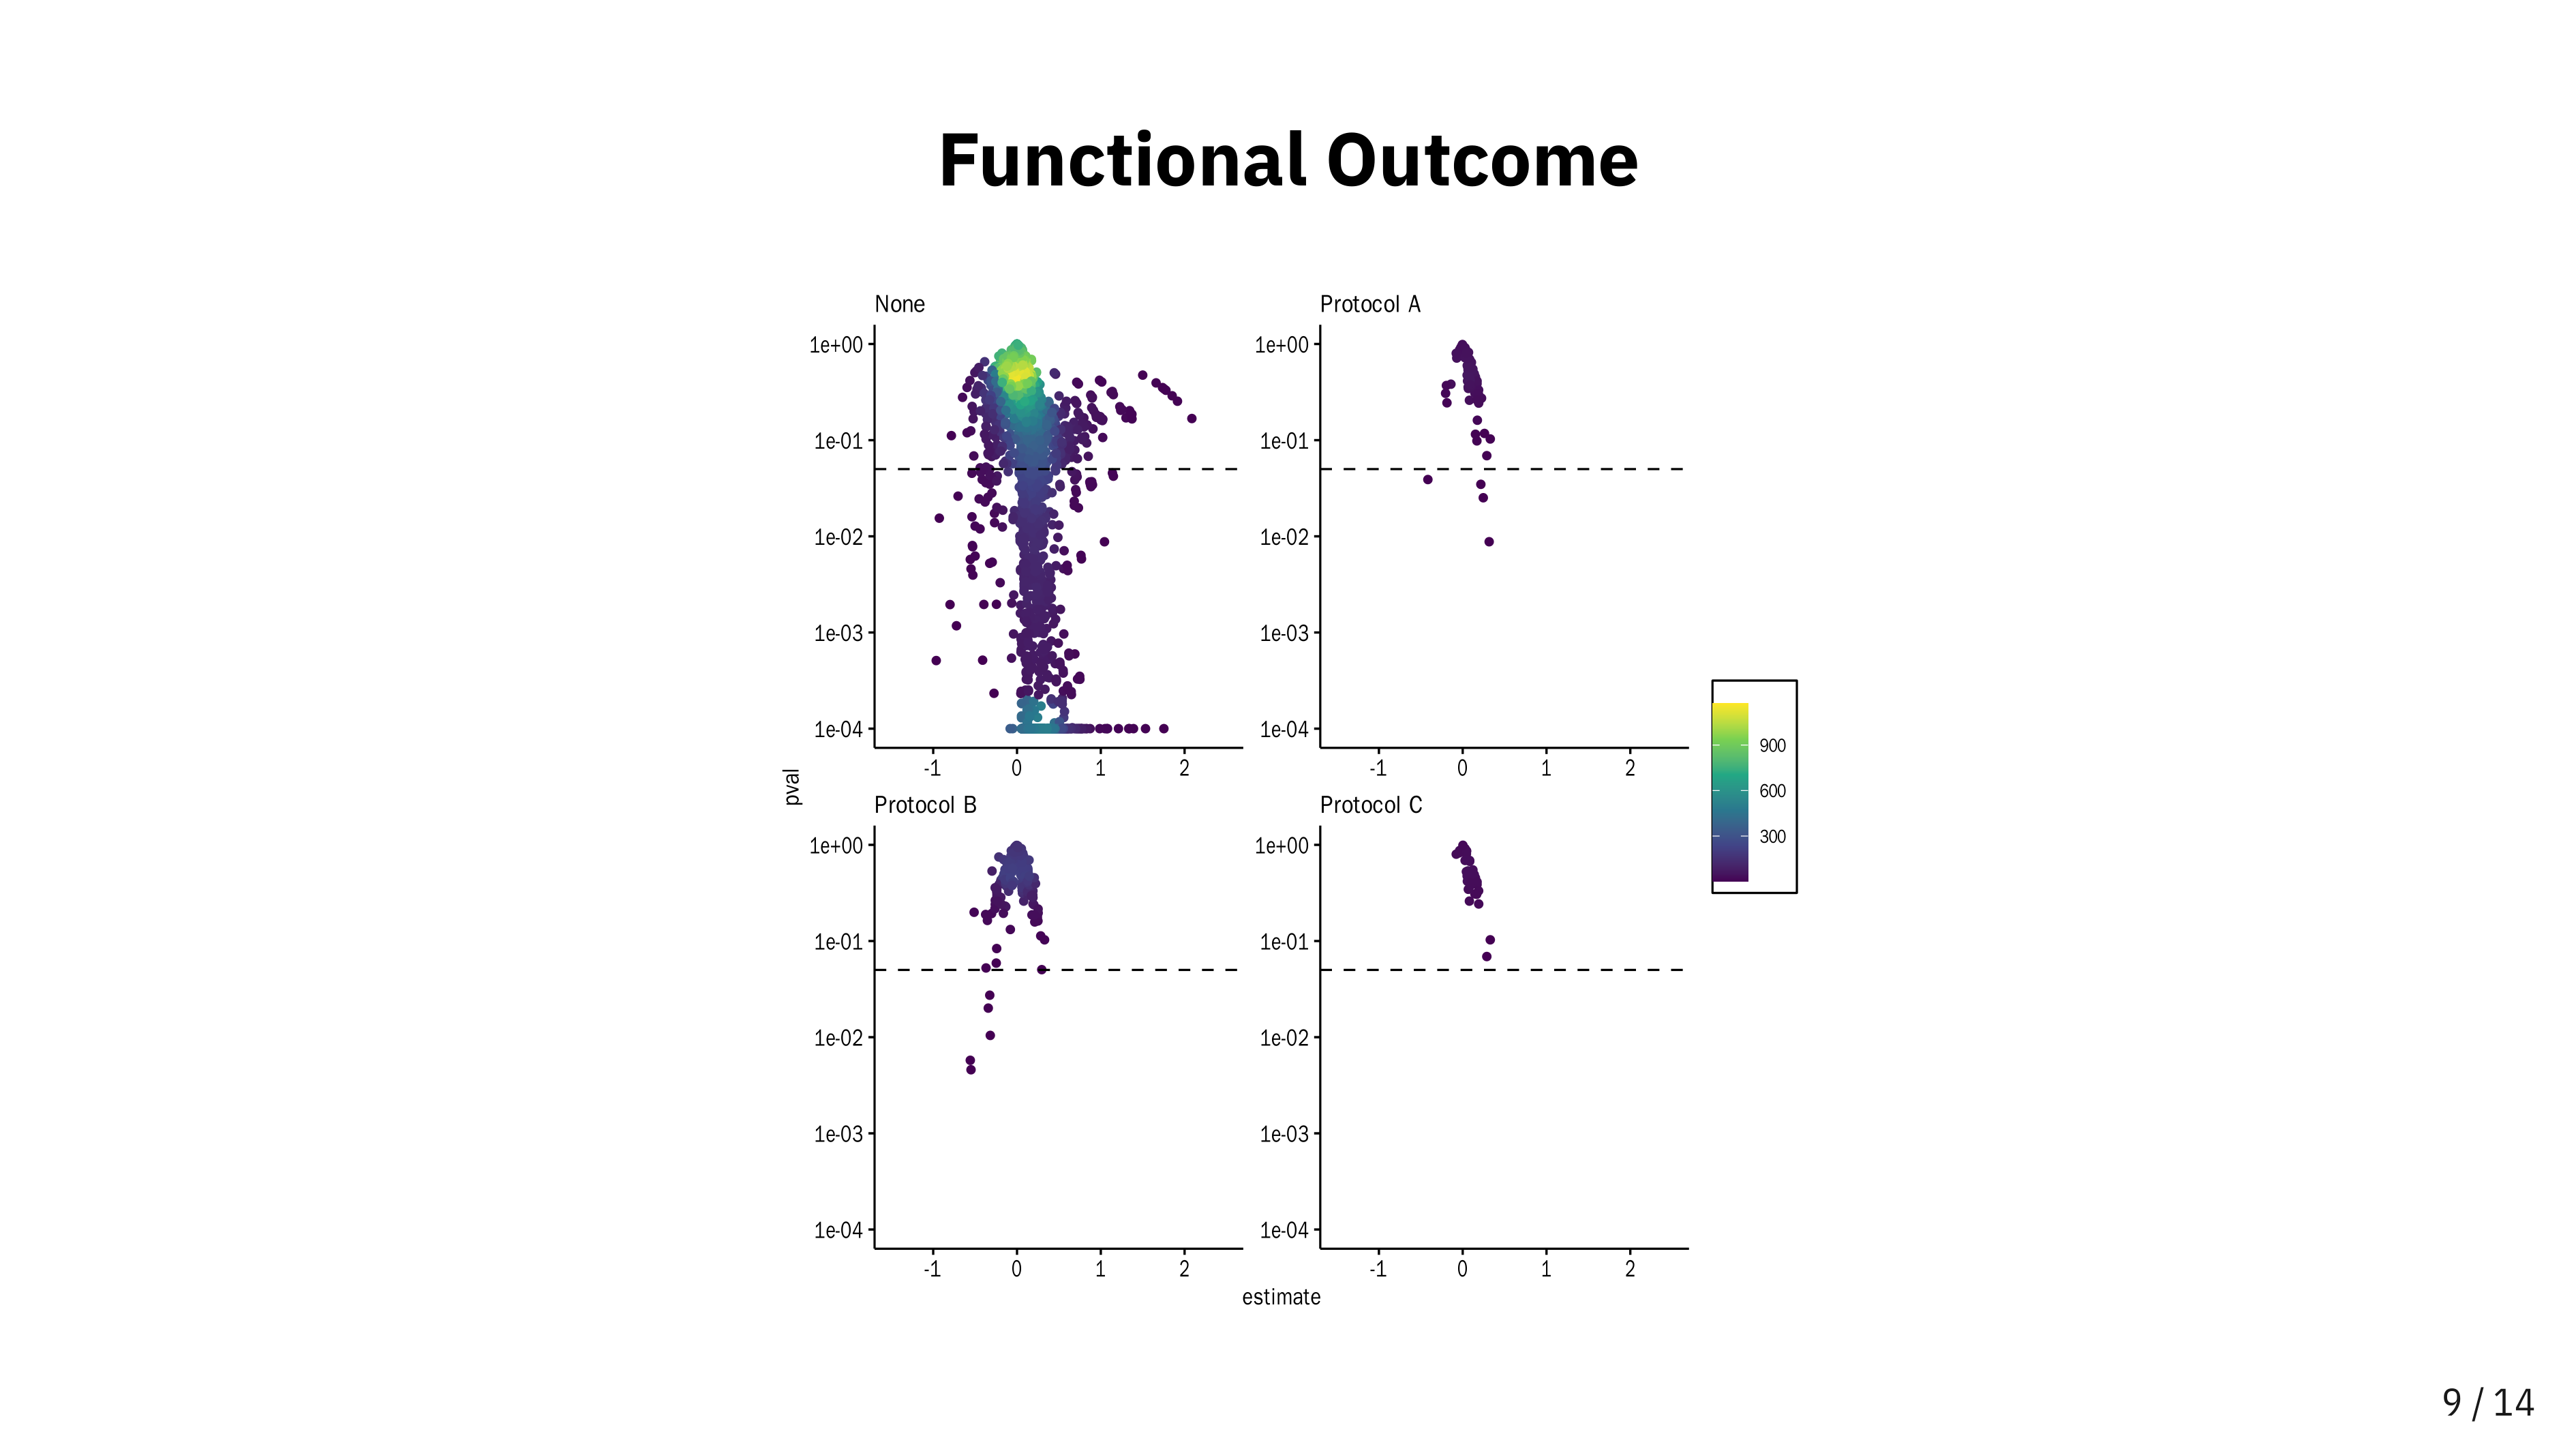 Functional Outcome
None
1e+00
1e-01
1e-02
1e-03
1e-04
-1 0 1 2
Protocol A
1e+00
1e-01
1e-02
1e-03
1e-04
-1 0 1 2
pval
Protocol B
1e+00
1e-01
1e-02
1e-03
1e-04
-1 0 1 2
Protocol C
1e+00
1e-01
1e-02
1e-03
1e-04
-1 0 1 2
estimate
900
600
300
9 / 14